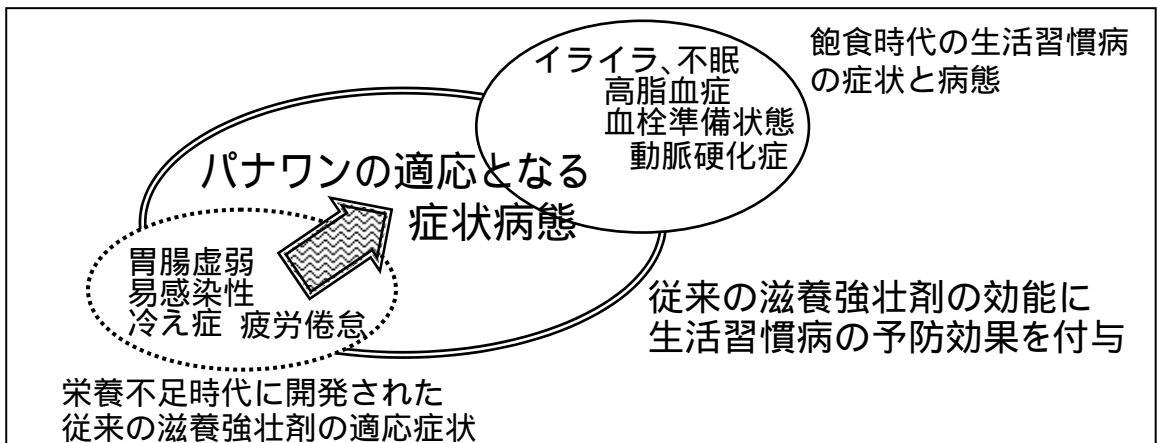 飽食時代の生活習慣病
の症状と病態
イライラ、不眠
高脂血症
血栓準備状態
動脈硬化症
パナワンの適応となる
症状病態
胃腸虚弱
易感染性
冷え症 疲労倦怠
従来の滋養強壮剤の効能に
生活習慣病の予防効果を付与
栄養不足時代に開発された
従来の滋養強壮剤の適応症状